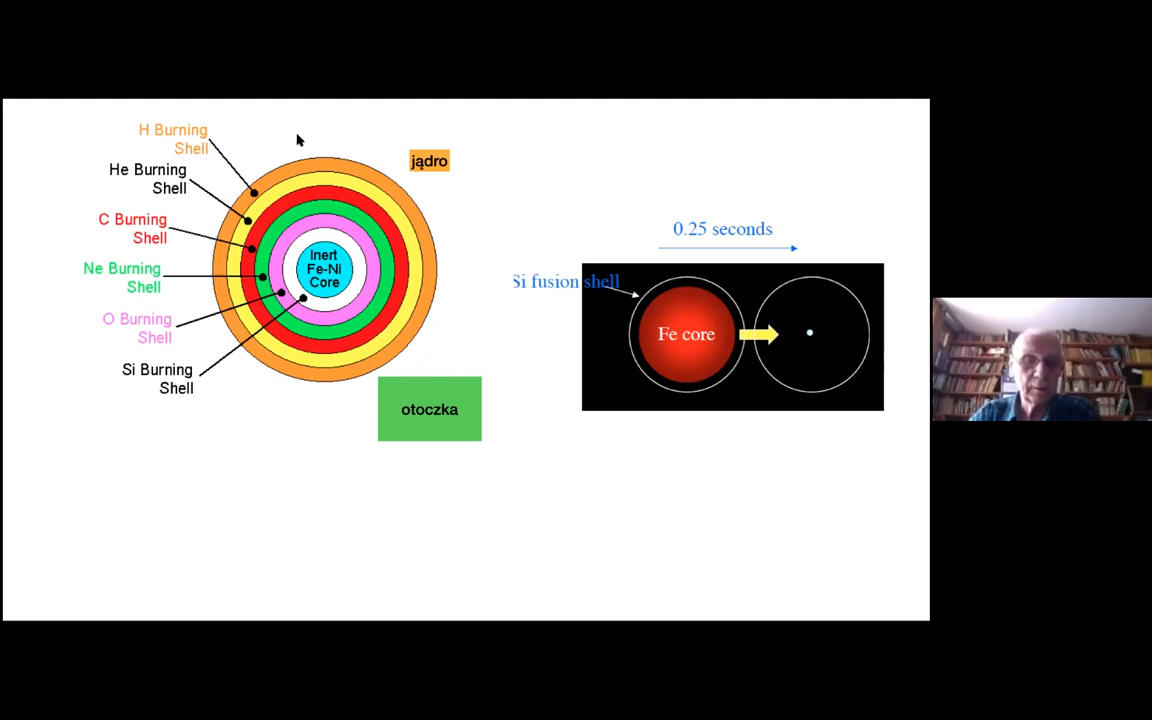 H Burning
Shell
He Burning
Shell
C Burning
Shell
Ne Burning
Shell
O Burning
Shell
Si Burning
Shell
Inert
Fe-Ni
Core
jądro
otoczka
0.25 seconds
Si fusion shell
Fe core